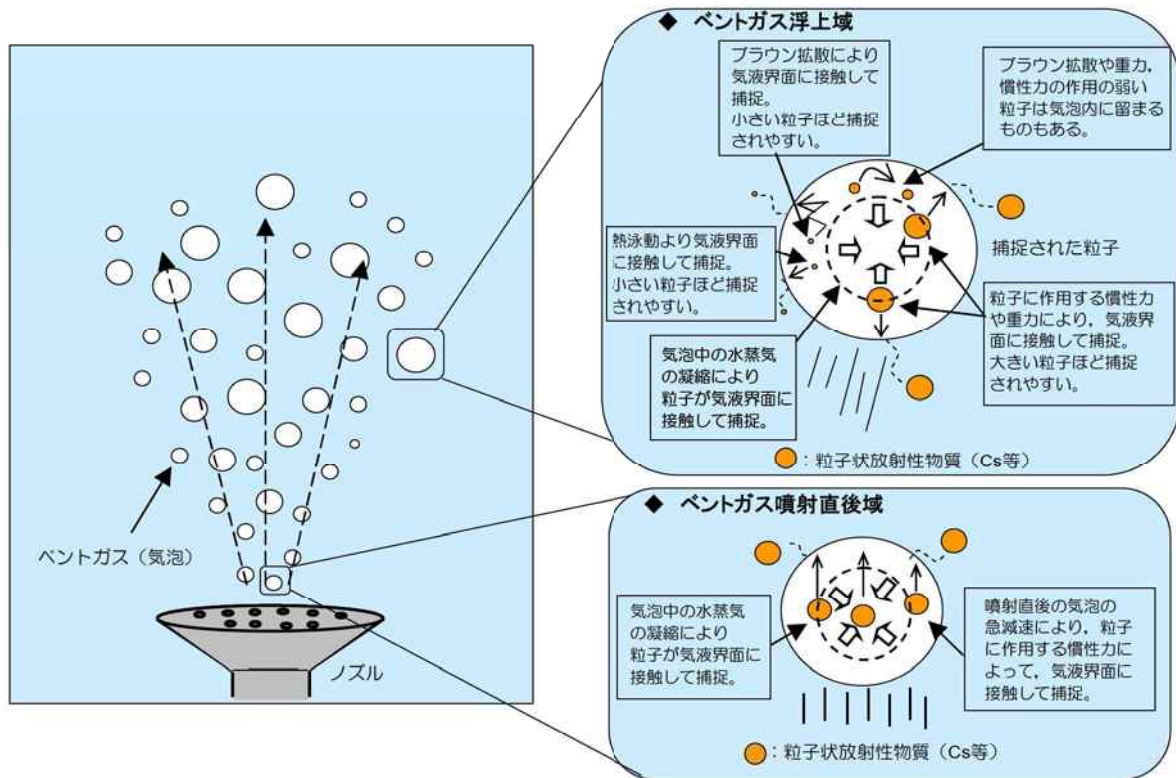 ベントガス（気泡）
ノズル
◆ ベントガス浮上域
ブラウン拡散により
気液界面に接触して
捕捉。
小さい粒子ほど捕捉
されやすい。
ブラウン拡散や重力，
慣性力の作用の弱い
粒子は気泡内に留まる
ものもある。
熱泳動より気液界面
に接触して捕捉。
小さい粒子ほど捕捉
されやすい。
捕捉された粒子
気泡中の水蒸気
の凝縮により
粒子が気液界面に
接触して捕捉。
粒子に作用する慣性力
や重力により，気液界
面に接触して捕捉。
大きい粒子ほど捕捉
されやすい。
：粒子状放射性物質（Cs等）
◆ ベントガス噴射直後域
気泡中の水蒸気
の凝縮により
粒子が気液界面に
接触して捕捉。
噴射直後の気泡の
急減速により，粒子
に作用する慣性力に
よって，気液界面に
接触して捕捉。
：粒子状放射性物質（Cs等）